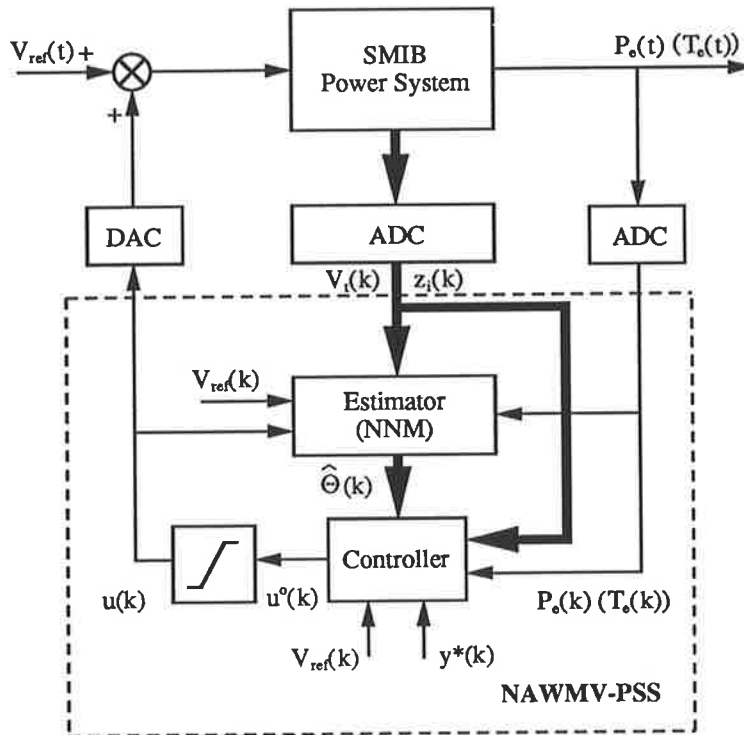 V_ref(t) +
SMIB
Power System
P_e(t) (T_e(t))
+
DAC
ADC
ADC
V_t(k) z_i(k)
V_ref(k)
Estimator
(NNM)
Θ̂(k)
Controller
u(k)
u°(k)
P_e(k) (T_e(k))
V_ref(k)
y*(k)
NAWMV-PSS